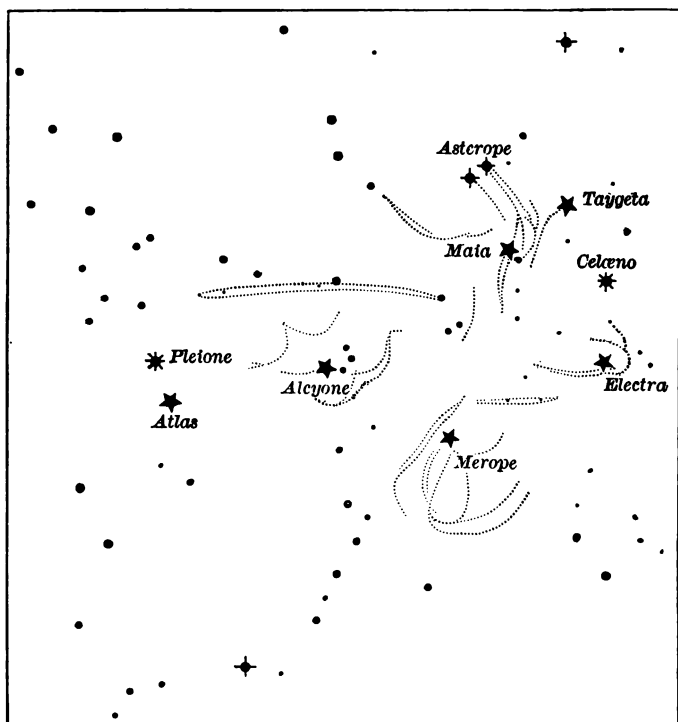 Astcrope
Taygeta
Maia
Celæno
Pleione
Alcyone
Electra
Atlas
Merope